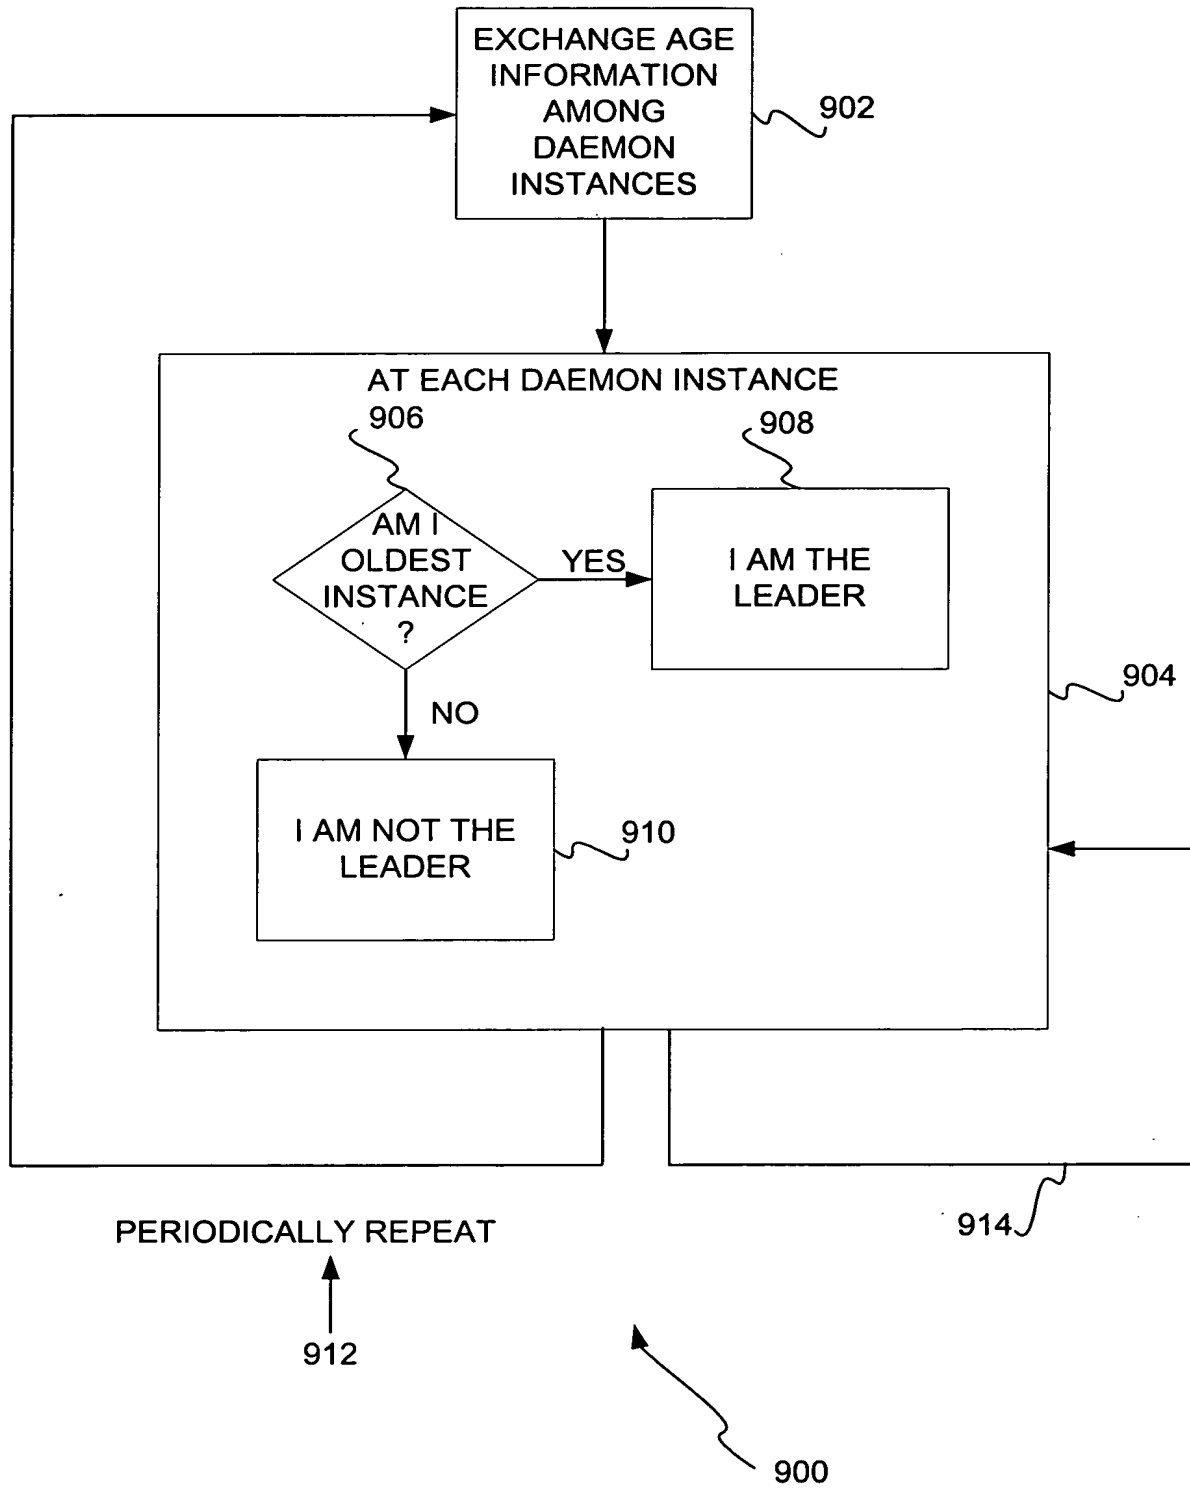 EXCHANGE AGE
INFORMATION
AMONG
DAEMON
INSTANCES
902
AT EACH DAEMON INSTANCE
906
908
AM I
OLDEST
INSTANCE
?
YES
I AM THE
LEADER
904
NO
I AM NOT THE
LEADER
910
914
PERIODICALLY REPEAT
912
900